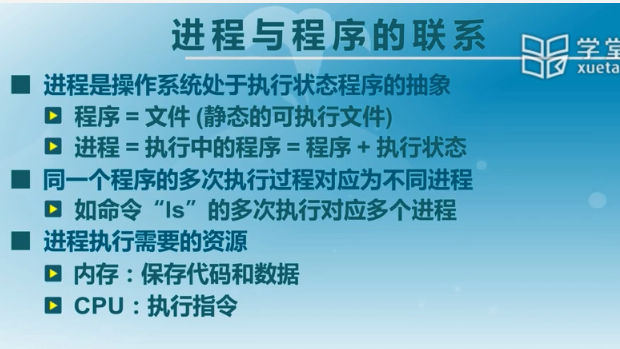 进程与程序的联系
学堂
xueta
进程是操作系统处于执行状态程序的抽象
程序 = 文件 (静态的可执行文件)
进程 = 执行中的程序 = 程序 + 执行状态
同一个程序的多次执行过程对应为不同进程
如命令“ls”的多次执行对应多个进程
进程执行需要的资源
内存：保存代码和数据
CPU：执行指令